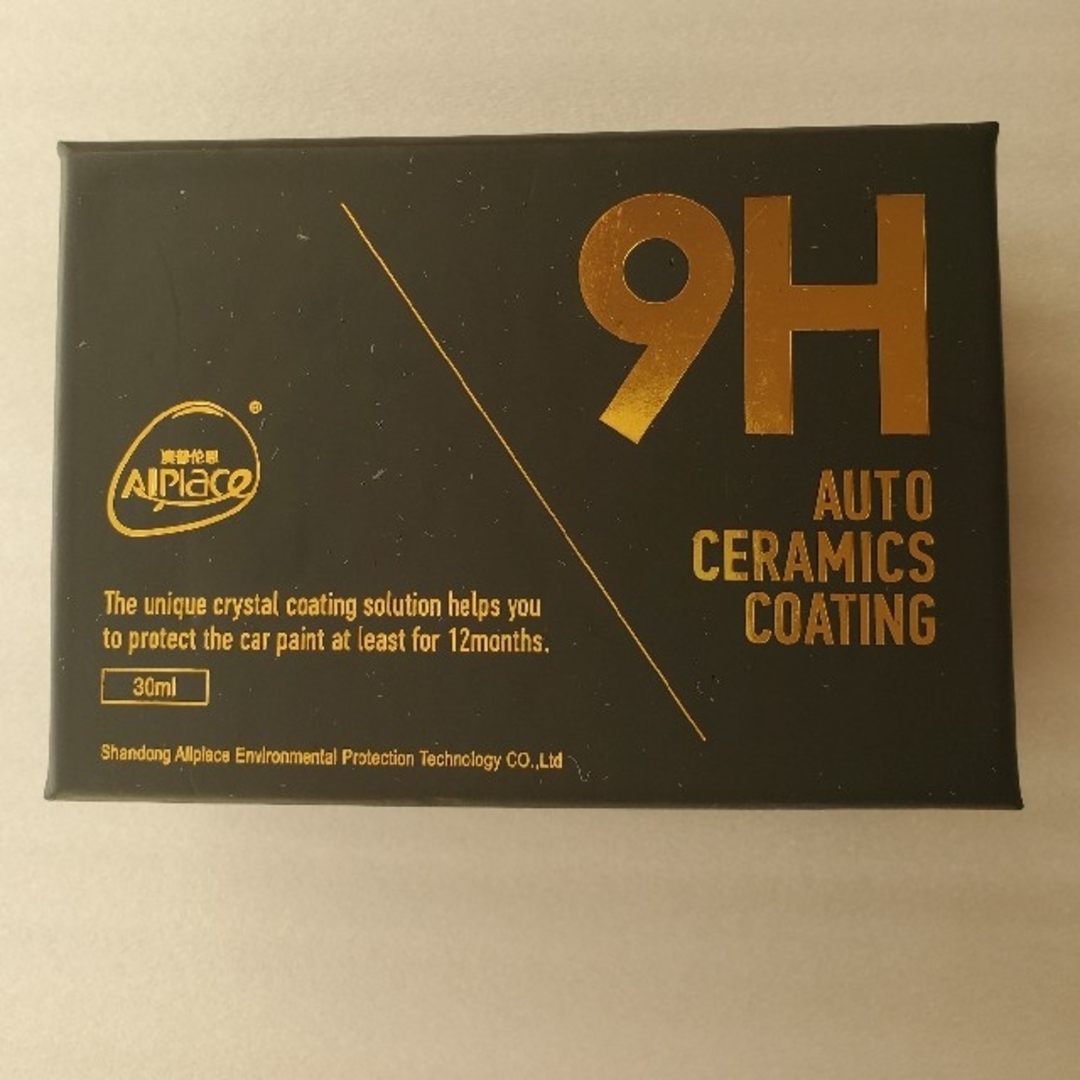 9H
AUTO
CERAMICS
COATING
®
Allplace
The unique crystal coating solution helps you
to protect the car paint at least for 12months.
30ml
Shandong Allplace Environmental Protection Technology CO.,Ltd